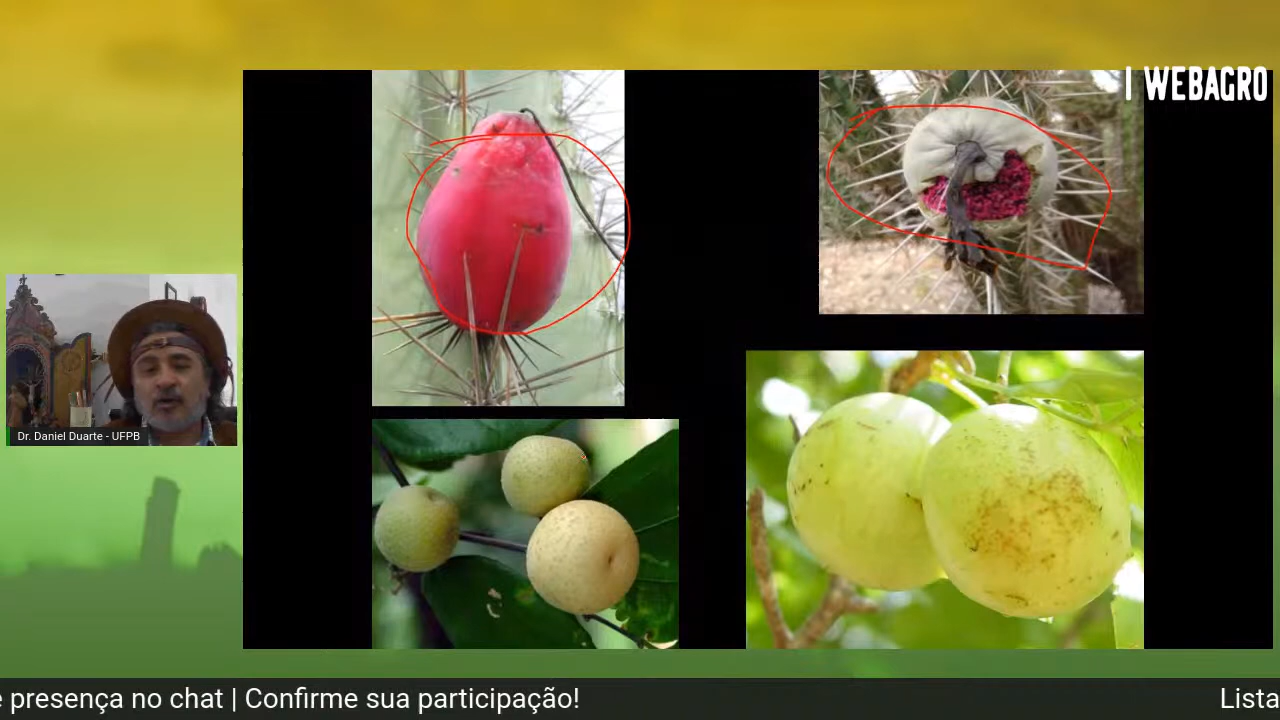 WEBAGRO
Dr. Daniel Duarte - UFPB
e presença no chat | Confirme sua participação!
Lista